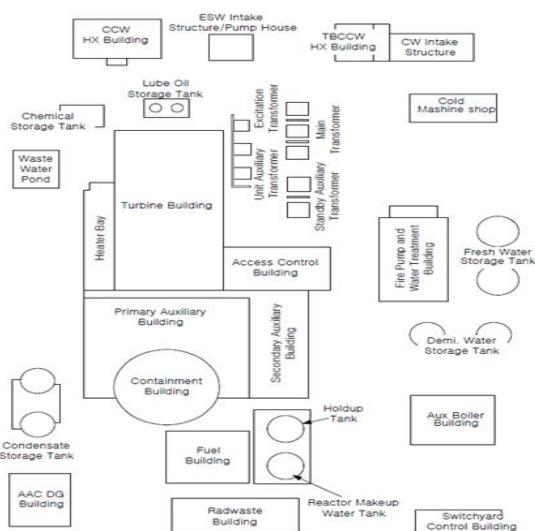 CCW
HX Building
ESW Intake
Structure/Pump House
TBCCW
HX Building
CW Intake
Structure
Lube Oil
Storage Tank
Chemical
Storage Tank
Excitation
Transformer
Main
Transformer
Cold
Mashine shop
Waste
Water
Pond
Unit Auxiliary
Transformer
Standby Auxiliary
Transformer
Turbine Building
Heater Bay
Fire Pump and
Water Treatment
Building
Fresh Water
Storage Tank
Access Control
Building
Primary Auxiliary
Building
Secondary Auxiliary
Building
Demi. Water
Storage Tank
Containment
Building
Holdup
Tank
Aux Boiler
Building
Condensate
Storage Tank
Fuel
Building
AAC DG
Building
Reactor Makeup
Water Tank
Radwaste
Building
Switchyard
Control Building